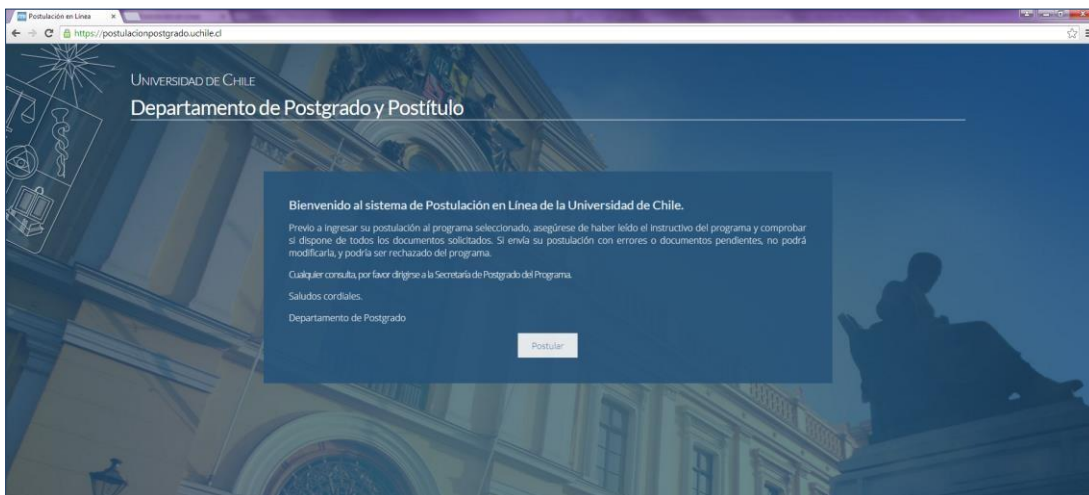 Postulación en Línea
https://postulacionpostgrado.uchile.cl
UNIVERSIDAD DE CHILE
Departamento de Postgrado y Postítulo
Bienvenido al sistema de Postulación en Línea de la Universidad de Chile.
Previo a ingresar su postulación al programa seleccionado, asegúrese de haber leído el Instructivo del programa y comprobar
si dispone de todos los documentos solicitados. Si envía su postulación con errores o documentos pendientes, no podrá
modificarla, y podría ser rechazado del programa.
Cualquier consulta, por favor dirigirse a la Secretaría de Postgrado del Programa.
Saludos cordiales.
Departamento de Postgrado
Postular